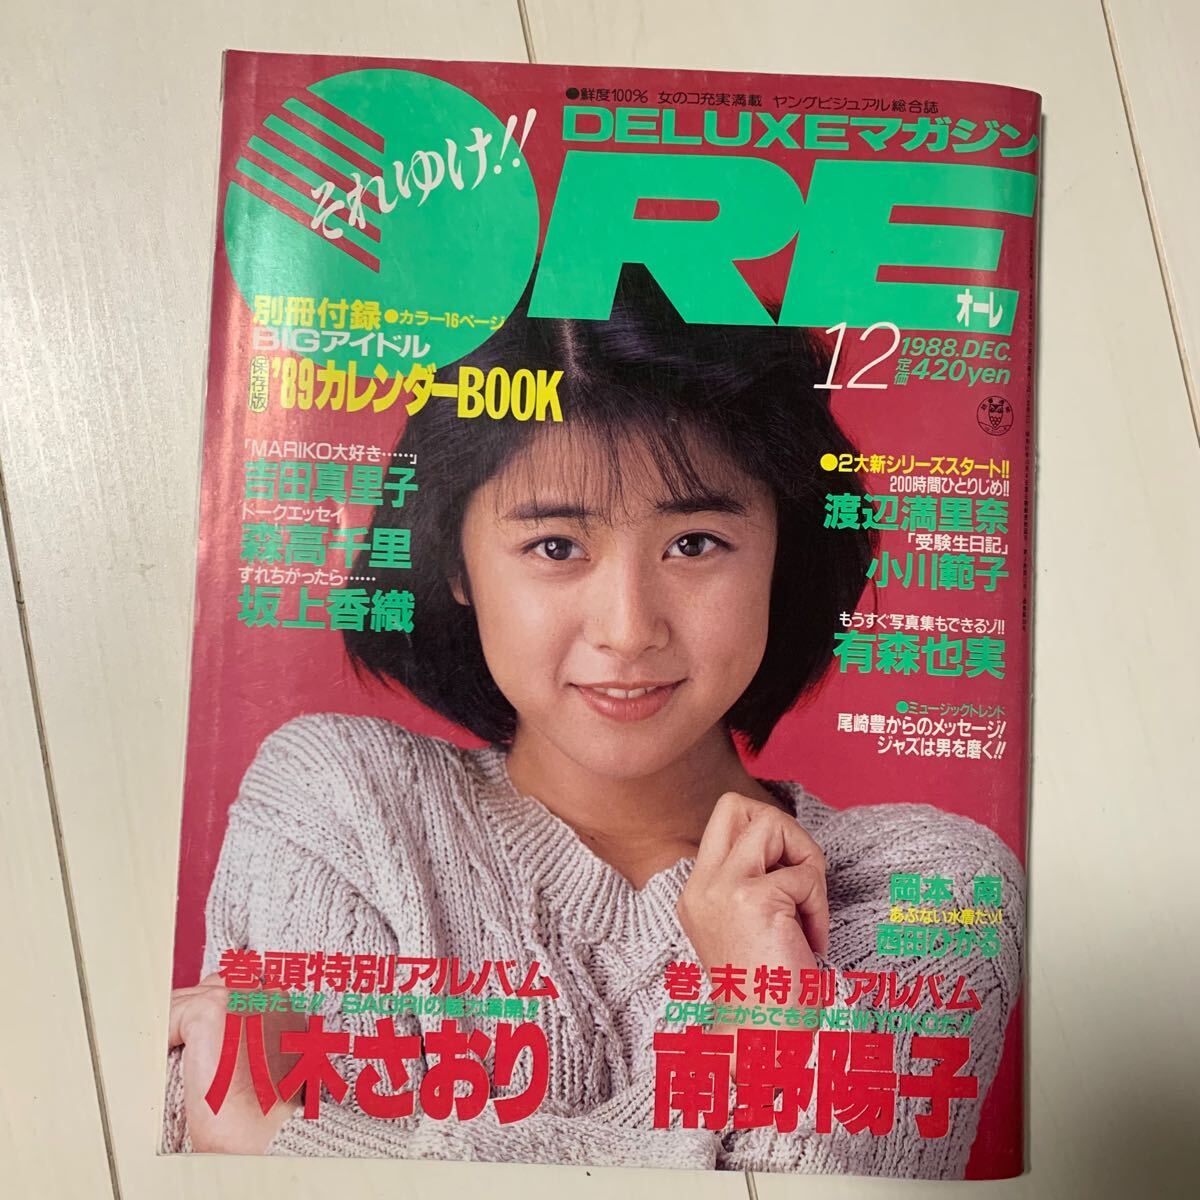 ●鮮度100% 女のコ充実満載 ヤングビジュアル総合誌
DELUXEマガジン
それゆけ!!
ORE
オーレ
12
1988.DEC.
定価420yen
別冊付録●カラー16ページ
BIGアイドル
保存版
'89カレンダーBOOK
「MARIKO大好き……」
吉田真里子
トークエッセイ
森高千里
すれちがったら……
坂上香織
●2大新シリーズスタート!!
200時間ひとりじめ!!
渡辺満里奈
「受験生日記」
小川範子
もうすぐ写真集もできるゾ!!
有森也実
●ミュージックトレンド
尾崎豊からのメッセージ!
ジャズは男を磨く!!
岡本 南
あぶない水着だッ!
西田ひかる
巻頭特別アルバム
お待たせ!! SAORIの魅力満開!!
八木さおり
巻末特別アルバム
OREだからできるNEW・YOKOだ!!
南野陽子